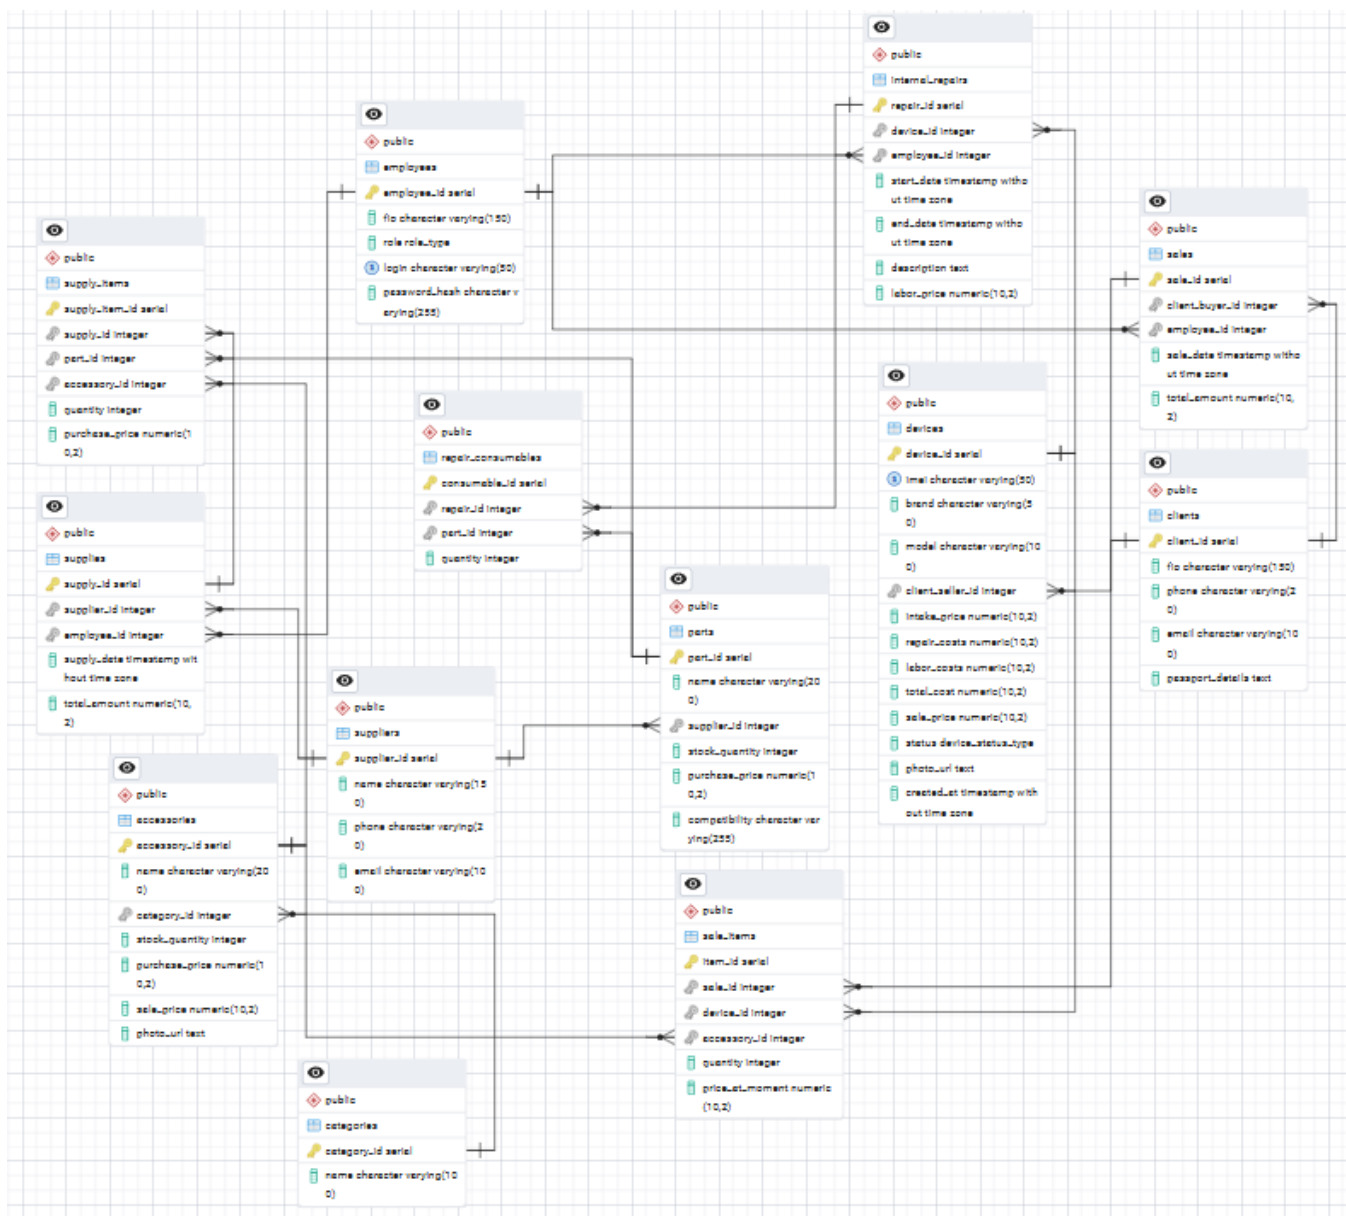 public
internal_repairs
repair_id serial
device_id integer
employee_id integer
start_date timestamp witho
ut time zone
end_date timestamp witho
ut time zone
description text
labor_price numeric(10,2)
public
employees
employee_id serial
fio character varying(150)
role role_type
login character varying(50)
password_hash character v
arying(255)
public
sales
sale_id serial
client_buyer_id integer
employee_id integer
sale_date timestamp witho
ut time zone
total_amount numeric(10,
2)
public
supply_items
supply_item_id serial
supply_id integer
part_id integer
accessory_id integer
quantity integer
purchase_price numeric(1
0,2)
public
devices
device_id serial
imei character varying(50)
brand character varying(5
0)
model character varying(10
0)
client_seller_id integer
intake_price numeric(10,2)
repair_costs numeric(10,2)
labor_costs numeric(10,2)
total_cost numeric(10,2)
sale_price numeric(10,2)
status device_status_type
photo_url text
created_at timestamp with
out time zone
public
repair_consumables
consumable_id serial
repair_id integer
part_id integer
quantity integer
public
clients
client_id serial
fio character varying(150)
phone character varying(2
0)
email character varying(10
0)
passport_details text
public
supplies
supply_id serial
supplier_id integer
employee_id integer
supply_date timestamp wit
hout time zone
total_amount numeric(10,
2)
public
parts
part_id serial
name character varying(20
0)
supplier_id integer
stock_quantity integer
purchase_price numeric(1
0,2)
compatibility character var
ying(255)
public
suppliers
supplier_id serial
name character varying(15
0)
phone character varying(2
0)
email character varying(10
0)
public
accessories
accessory_id serial
name character varying(20
0)
category_id integer
stock_quantity integer
purchase_price numeric(1
0,2)
sale_price numeric(10,2)
photo_url text
public
sale_items
item_id serial
sale_id integer
device_id integer
accessory_id integer
quantity integer
price_at_moment numeric
(10,2)
public
categories
category_id serial
name character varying(10
0)